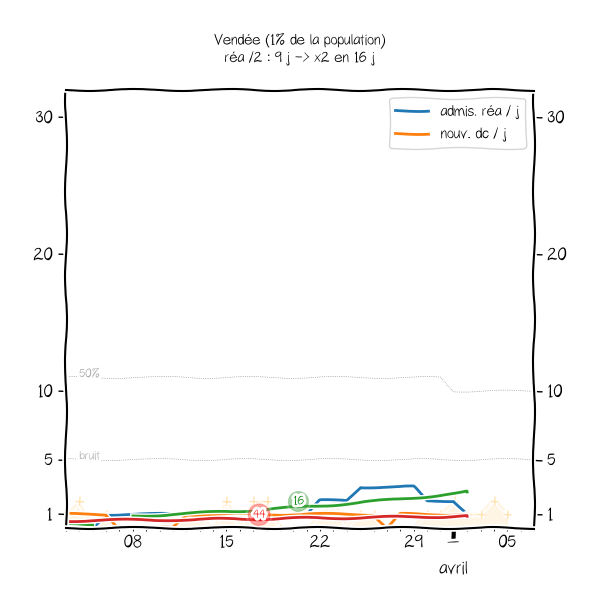 Vendée (1% de la population)
réa /2 : 9 j -> x2 en 16 j
admis. réa / j
nouv. dc / j
30 30
20 20
50%
10 10
bruit
5 5
16
44
1 1
08 15 22 29 1 05
avril